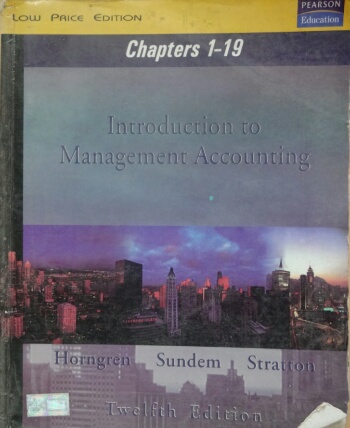 LOW PRICE EDITION
PEARSON
Education
Chapters 1-19
Introduction to
Management Accounting
Horngren Sundem Stratton
Twelfth Edition